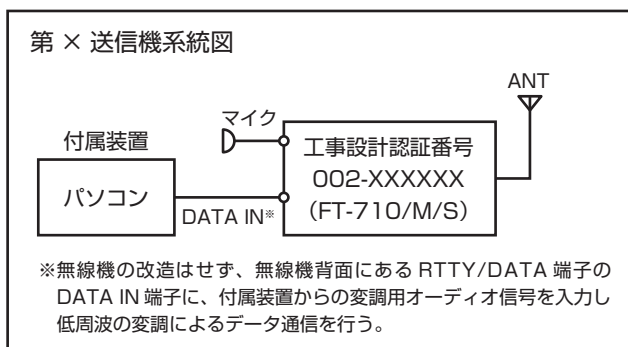 第 × 送信機系統図
ANT
マイク
付属装置
パソコン
DATA IN※
工事設計認証番号
002-XXXXXX
(FT-710/M/S)
※無線機の改造はせず、無線機背面にある RTTY/DATA 端子の
DATA IN 端子に、付属装置からの変調用オーディオ信号を入力し
低周波の変調によるデータ通信を行う。